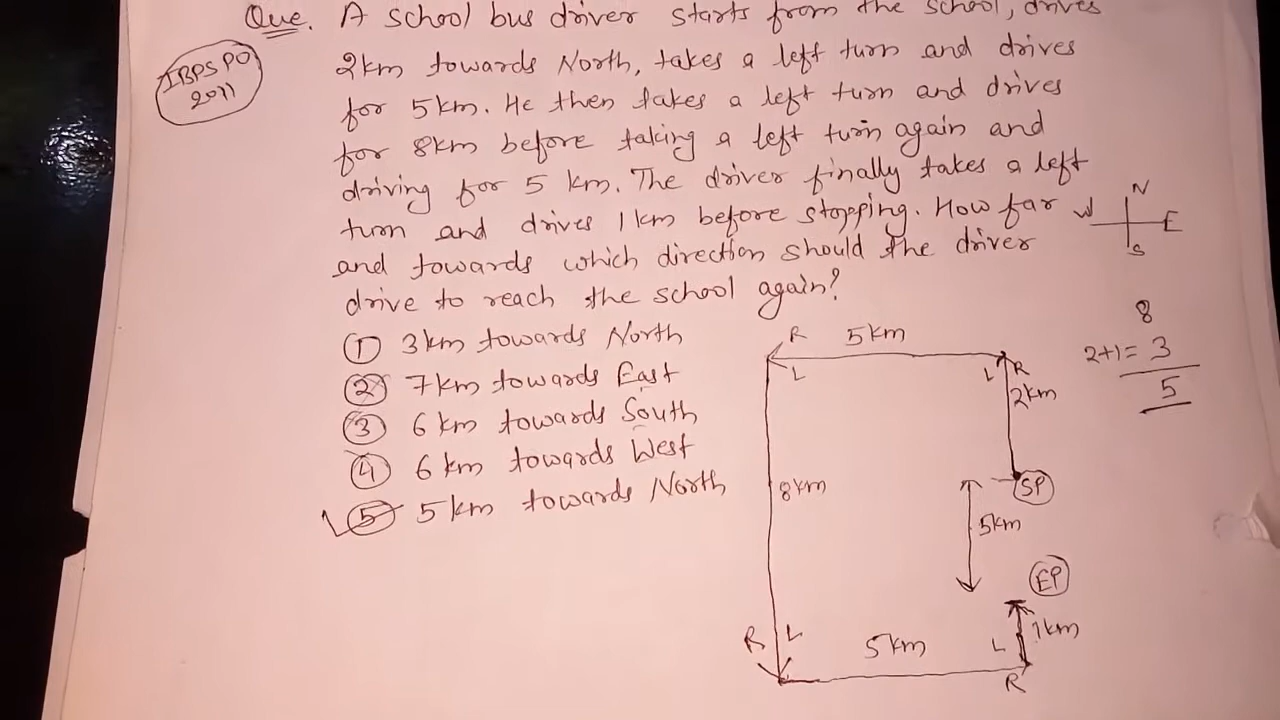 Que. A school bus driver starts from the school, drives
IBPS PO
2011
2km towards North, takes a left turn and drives
for 5km. He then takes a left turn and drives
for 8km before taking a left turn again and
driving for 5 km. The driver finally takes a left
turn and drives 1km before stopping. How far
and towards which direction should the driver
drive to reach the school again?
N
W E
S
① 3km towards North
② 7km towards East
③ 6 km towards South
④ 6 km towards West
⑤ 5 km towards North
8
2+1= 3
5
R 5km
L L R
2km
8km
SP
5km
EP
1km
R L
5km L
R